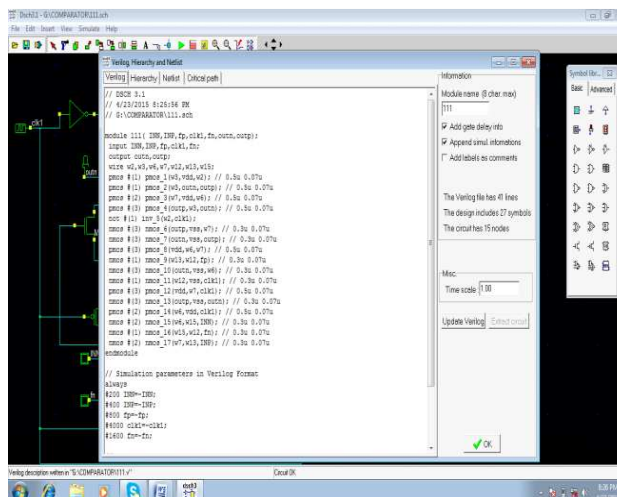 Dsch3.1 - G:\COMPARATOR\111.sch
File Edit Insert View Simulate Help
clk1
outn
fn
Verilog, Hierarchy and Netlist
Verilog Hierarchy Netlist Critical path
// DSCH 3.1
// 4/23/2015 8:26:56 PM
// G:\COMPARATOR\111.sch
module 111( INN,INP,fp,clk1,fn,outn,outp);
input INN,INP,fp,clk1,fn;
output outn,outp;
wire w2,w3,w6,w7,w12,w13,w15;
pmos #(1) pmos_1(w3,vdd,w2); // 0.5u 0.07u
pmos #(2) pmos_2(w3,outn,outp); // 0.5u 0.07u
pmos #(2) pmos_3(w7,vdd,w6); // 0.5u 0.07u
pmos #(3) pmos_4(outp,w3,outn); // 0.5u 0.07u
not #(1) inv_5(w2,clk1);
nmos #(3) nmos_6(outp,vss,w7); // 0.3u 0.07u
nmos #(3) nmos_7(outn,vss,outp); // 0.3u 0.07u
pmos #(3) pmos_8(vdd,w6,w7); // 0.5u 0.07u
nmos #(1) nmos_9(w13,w12,fp); // 0.3u 0.07u
nmos #(3) nmos_10(outn,vss,w6); // 0.3u 0.07u
nmos #(1) nmos_11(w12,vss,clk1); // 0.3u 0.07u
pmos #(3) pmos_12(vdd,w7,clk1); // 0.5u 0.07u
nmos #(3) nmos_13(outp,vss,outn); // 0.3u 0.07u
pmos #(2) pmos_14(w6,vdd,clk1); // 0.5u 0.07u
nmos #(2) nmos_15(w6,w15,INN); // 0.3u 0.07u
nmos #(1) nmos_16(w15,w12,fn); // 0.3u 0.07u
nmos #(2) nmos_17(w7,w13,INP); // 0.3u 0.07u
endmodule
// Simulation parameters in Verilog Format
always
#200 INN=~INN;
#400 INP=~INP;
#800 fp=~fp;
#4000 clk1=~clk1;
#1600 fn=~fn;
Information
Module name (8 char. max)
111
Add gate delay info
Append simul. informations
Add labels as comments
The Verilog file has 41 lines
The design includes 27 symbols
The circuit has 15 nodes
Misc.
Time scale 1.00
Update Verilog Extract circuit
OK
Symbol libr...
Basic Advanced
Verilog description written in "G:\COMPARATOR\111.v"
Circuit OK
8:26 PM